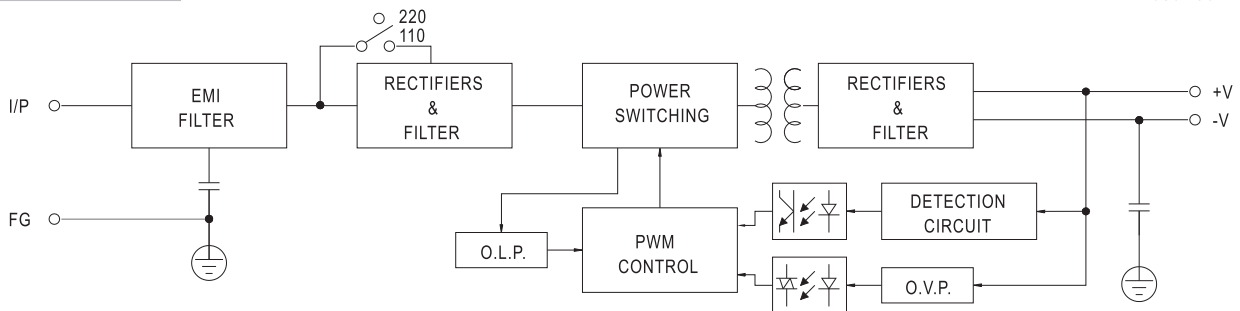 220
110
I/P
EMI
FILTER
RECTIFIERS
&
FILTER
POWER
SWITCHING
RECTIFIERS
&
FILTER
+V
-V
FG
O.L.P.
PWM
CONTROL
DETECTION
CIRCUIT
O.V.P.